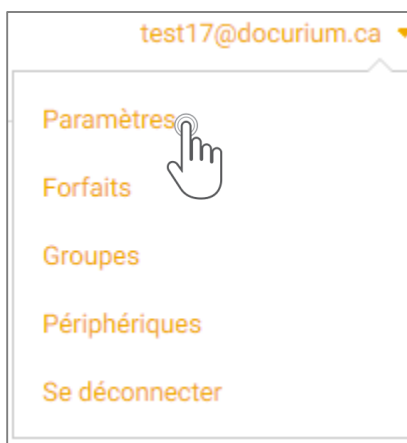 test17@docurium.ca
Paramètres
Forfaits
Groupes
Périphériques
Se déconnecter